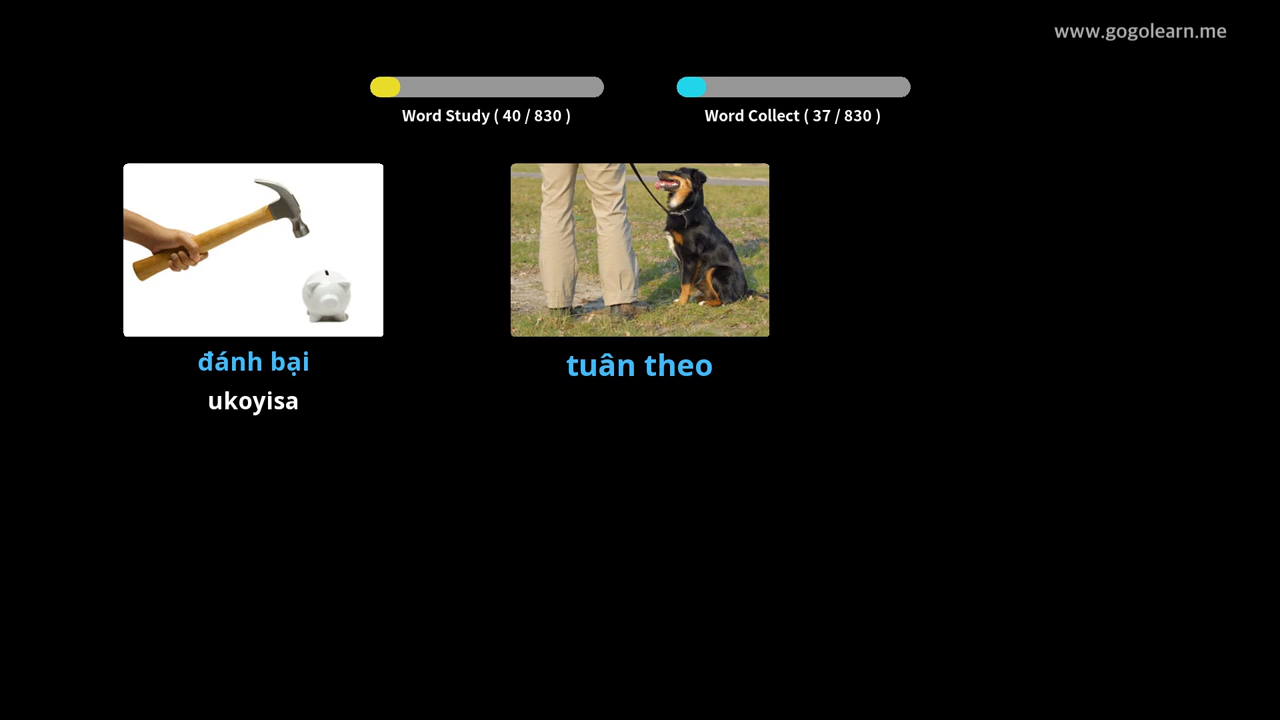 www.gogolearn.me
Word Study ( 40 / 830 )
Word Collect ( 37 / 830 )
đánh bại
ukoyisa
tuân theo